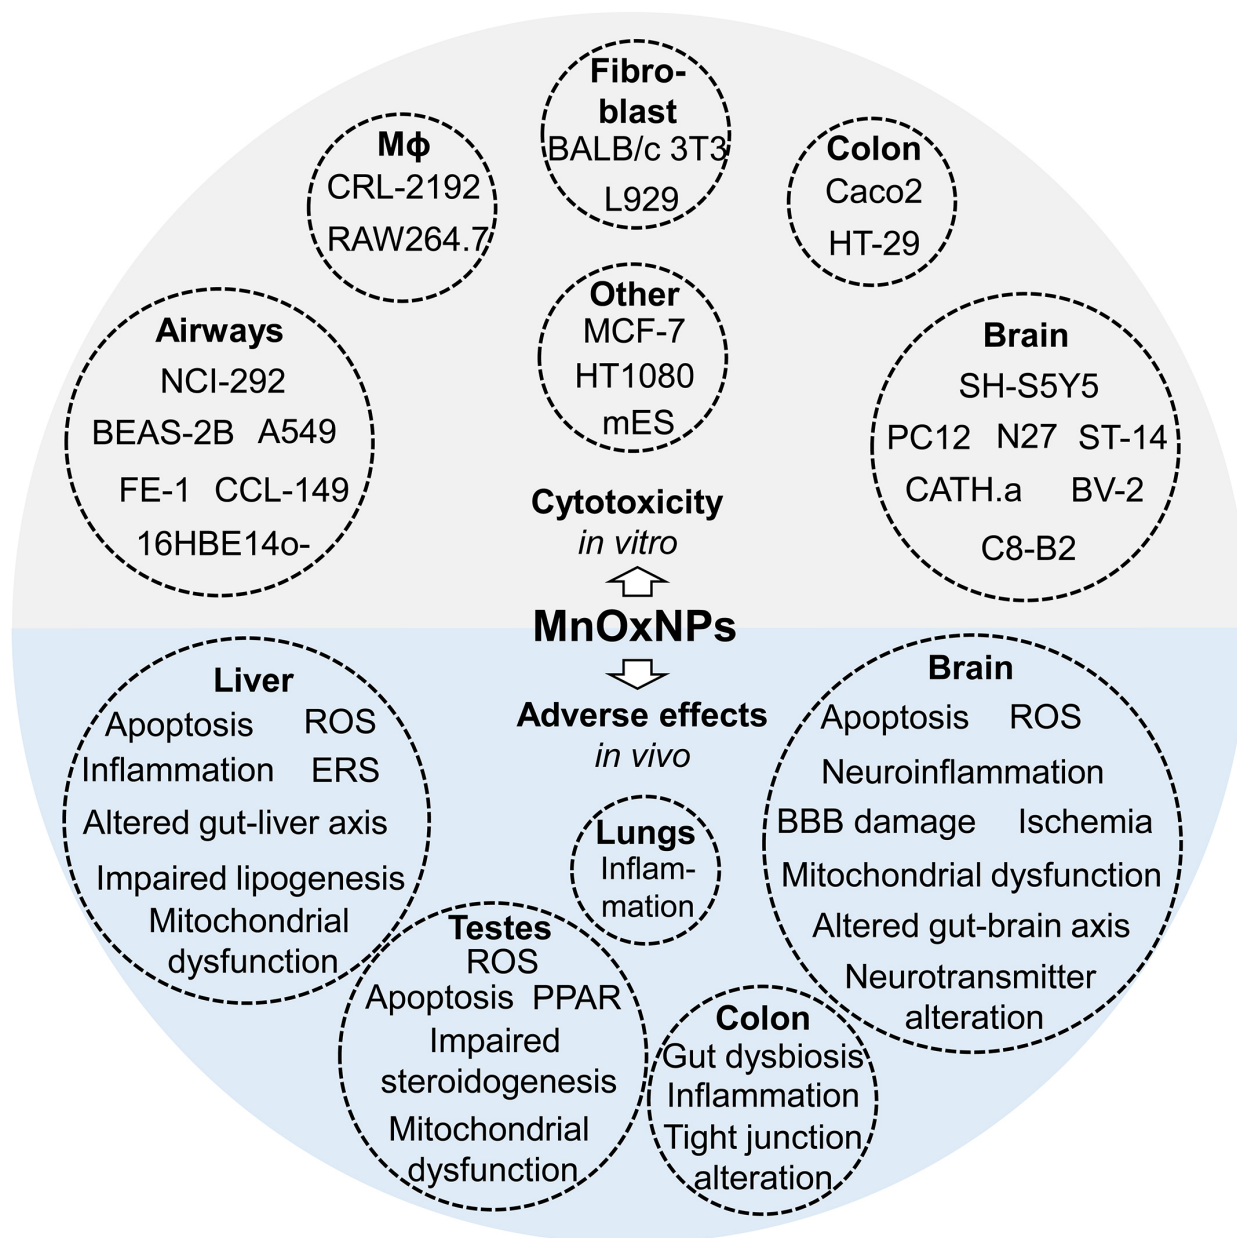 Fibro-
blast
BALB/c 3T3
L929
Mϕ
CRL-2192
RAW264.7
Colon
Caco2
HT-29
Other
MCF-7
HT1080
mES
Airways
NCI-292
BEAS-2B A549
FE-1 CCL-149
16HBE14o-
Brain
SH-S5Y5
PC12 N27 ST-14
CATH.a BV-2
C8-B2
Cytotoxicity
in vitro
MnOxNPs
Adverse effects
in vivo
Liver
Apoptosis ROS
Inflammation ERS
Altered gut-liver axis
Impaired lipogenesis
Mitochondrial
dysfunction
Lungs
Inflam-
mation
Brain
Apoptosis ROS
Neuroinflammation
BBB damage Ischemia
Mitochondrial dysfunction
Altered gut-brain axis
Neurotransmitter
alteration
Testes
ROS
Apoptosis PPAR
Impaired
steroidogenesis
Mitochondrial
dysfunction
Colon
Gut dysbiosis
Inflammation
Tight junction
alteration